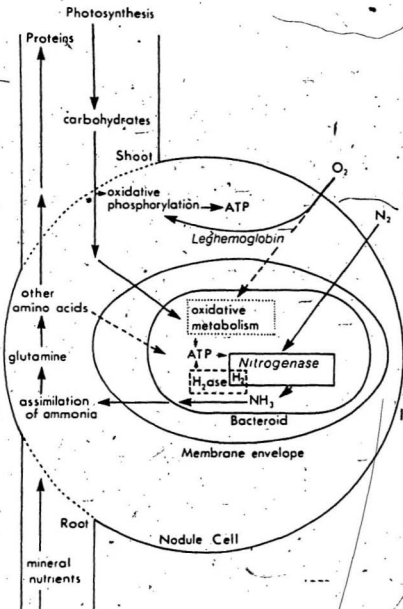 Photosynthesis
Proteins
carbohydrates
Shoot
O₂
oxidative
phosphorylation
ATP
N₂
Leghemoglobin
other
amino acids
oxidative
metabolism
ATP
Nitrogenase
glutamine
H₂ase
H₂
assimilation
of ammonia
NH₃
Bacteroid
Membrane envelope
Root
Nodule Cell
mineral
nutrients